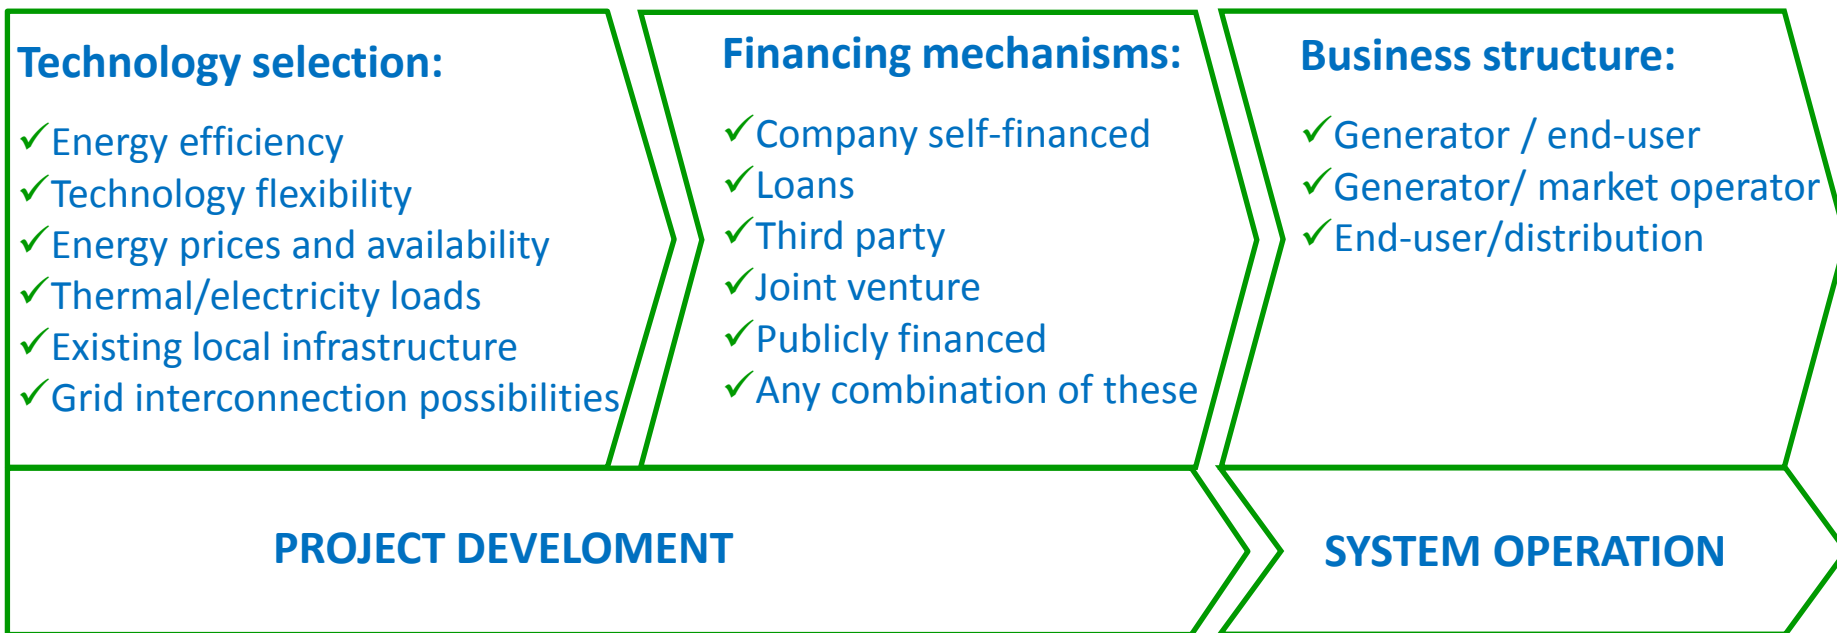 Technology selection:
✓Energy efficiency
✓Technology flexibility
✓Energy prices and availability
✓Thermal/electricity loads
✓Existing local infrastructure
✓Grid interconnection possibilities
Financing mechanisms:
✓Company self-financed
✓Loans
✓Third party
✓Joint venture
✓Publicly financed
✓Any combination of these
Business structure:
✓Generator / end-user
✓Generator/ market operator
✓End-user/distribution
PROJECT DEVELOMENT
SYSTEM OPERATION